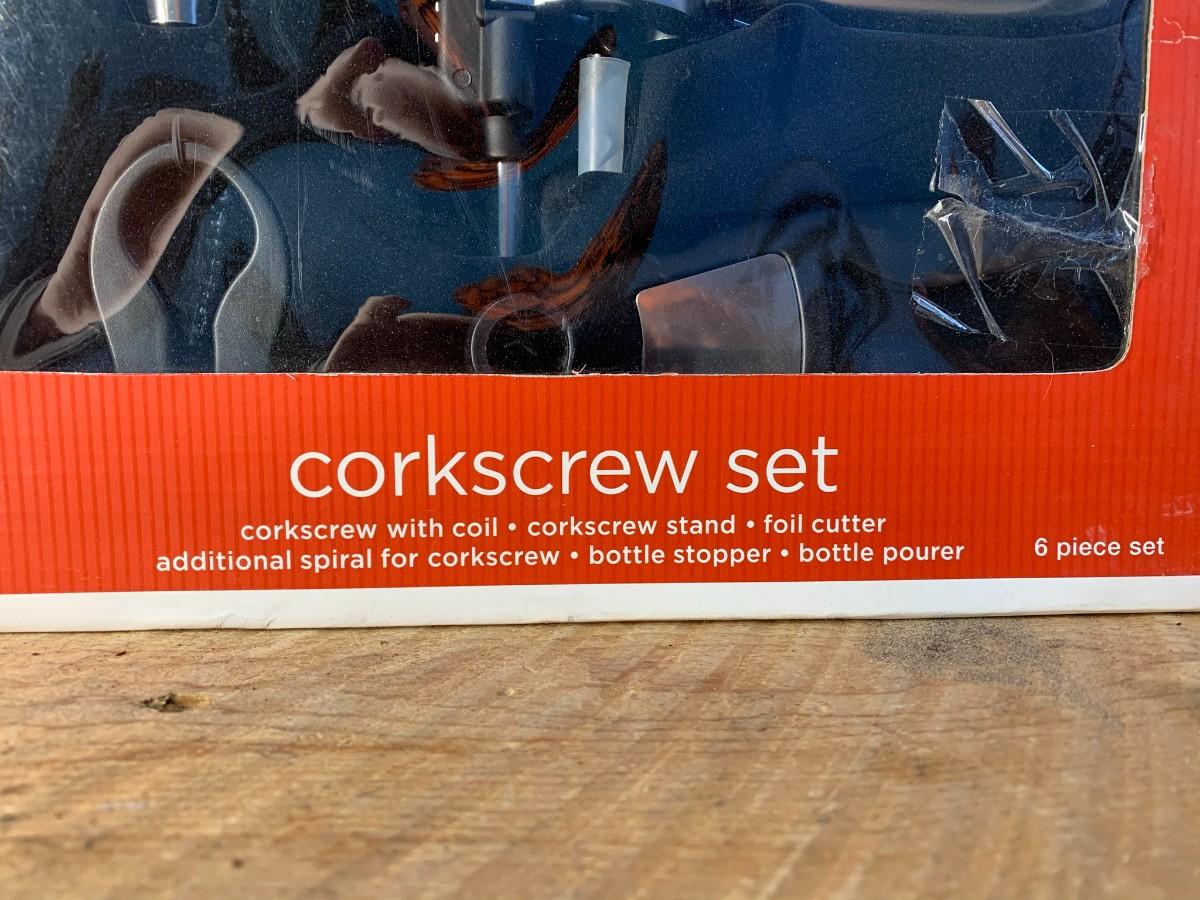 corkscrew set
corkscrew with coil • corkscrew stand • foil cutter
additional spiral for corkscrew • bottle stopper • bottle pourer
6 piece set